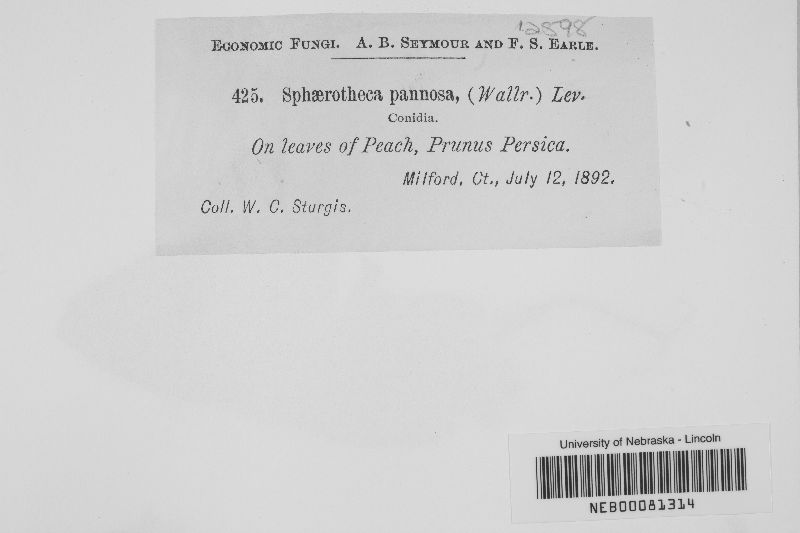 12598
ECONOMIC FUNGI. A. B. SEYMOUR AND F. S. EARLE.
425. Sphærotheca pannosa, (Wallr.) Lev.
Conidia.
On leaves of Peach, Prunus Persica.
Milford, Ct., July 12, 1892.
Coll. W. C. Sturgis.
University of Nebraska - Lincoln
NEB00081314